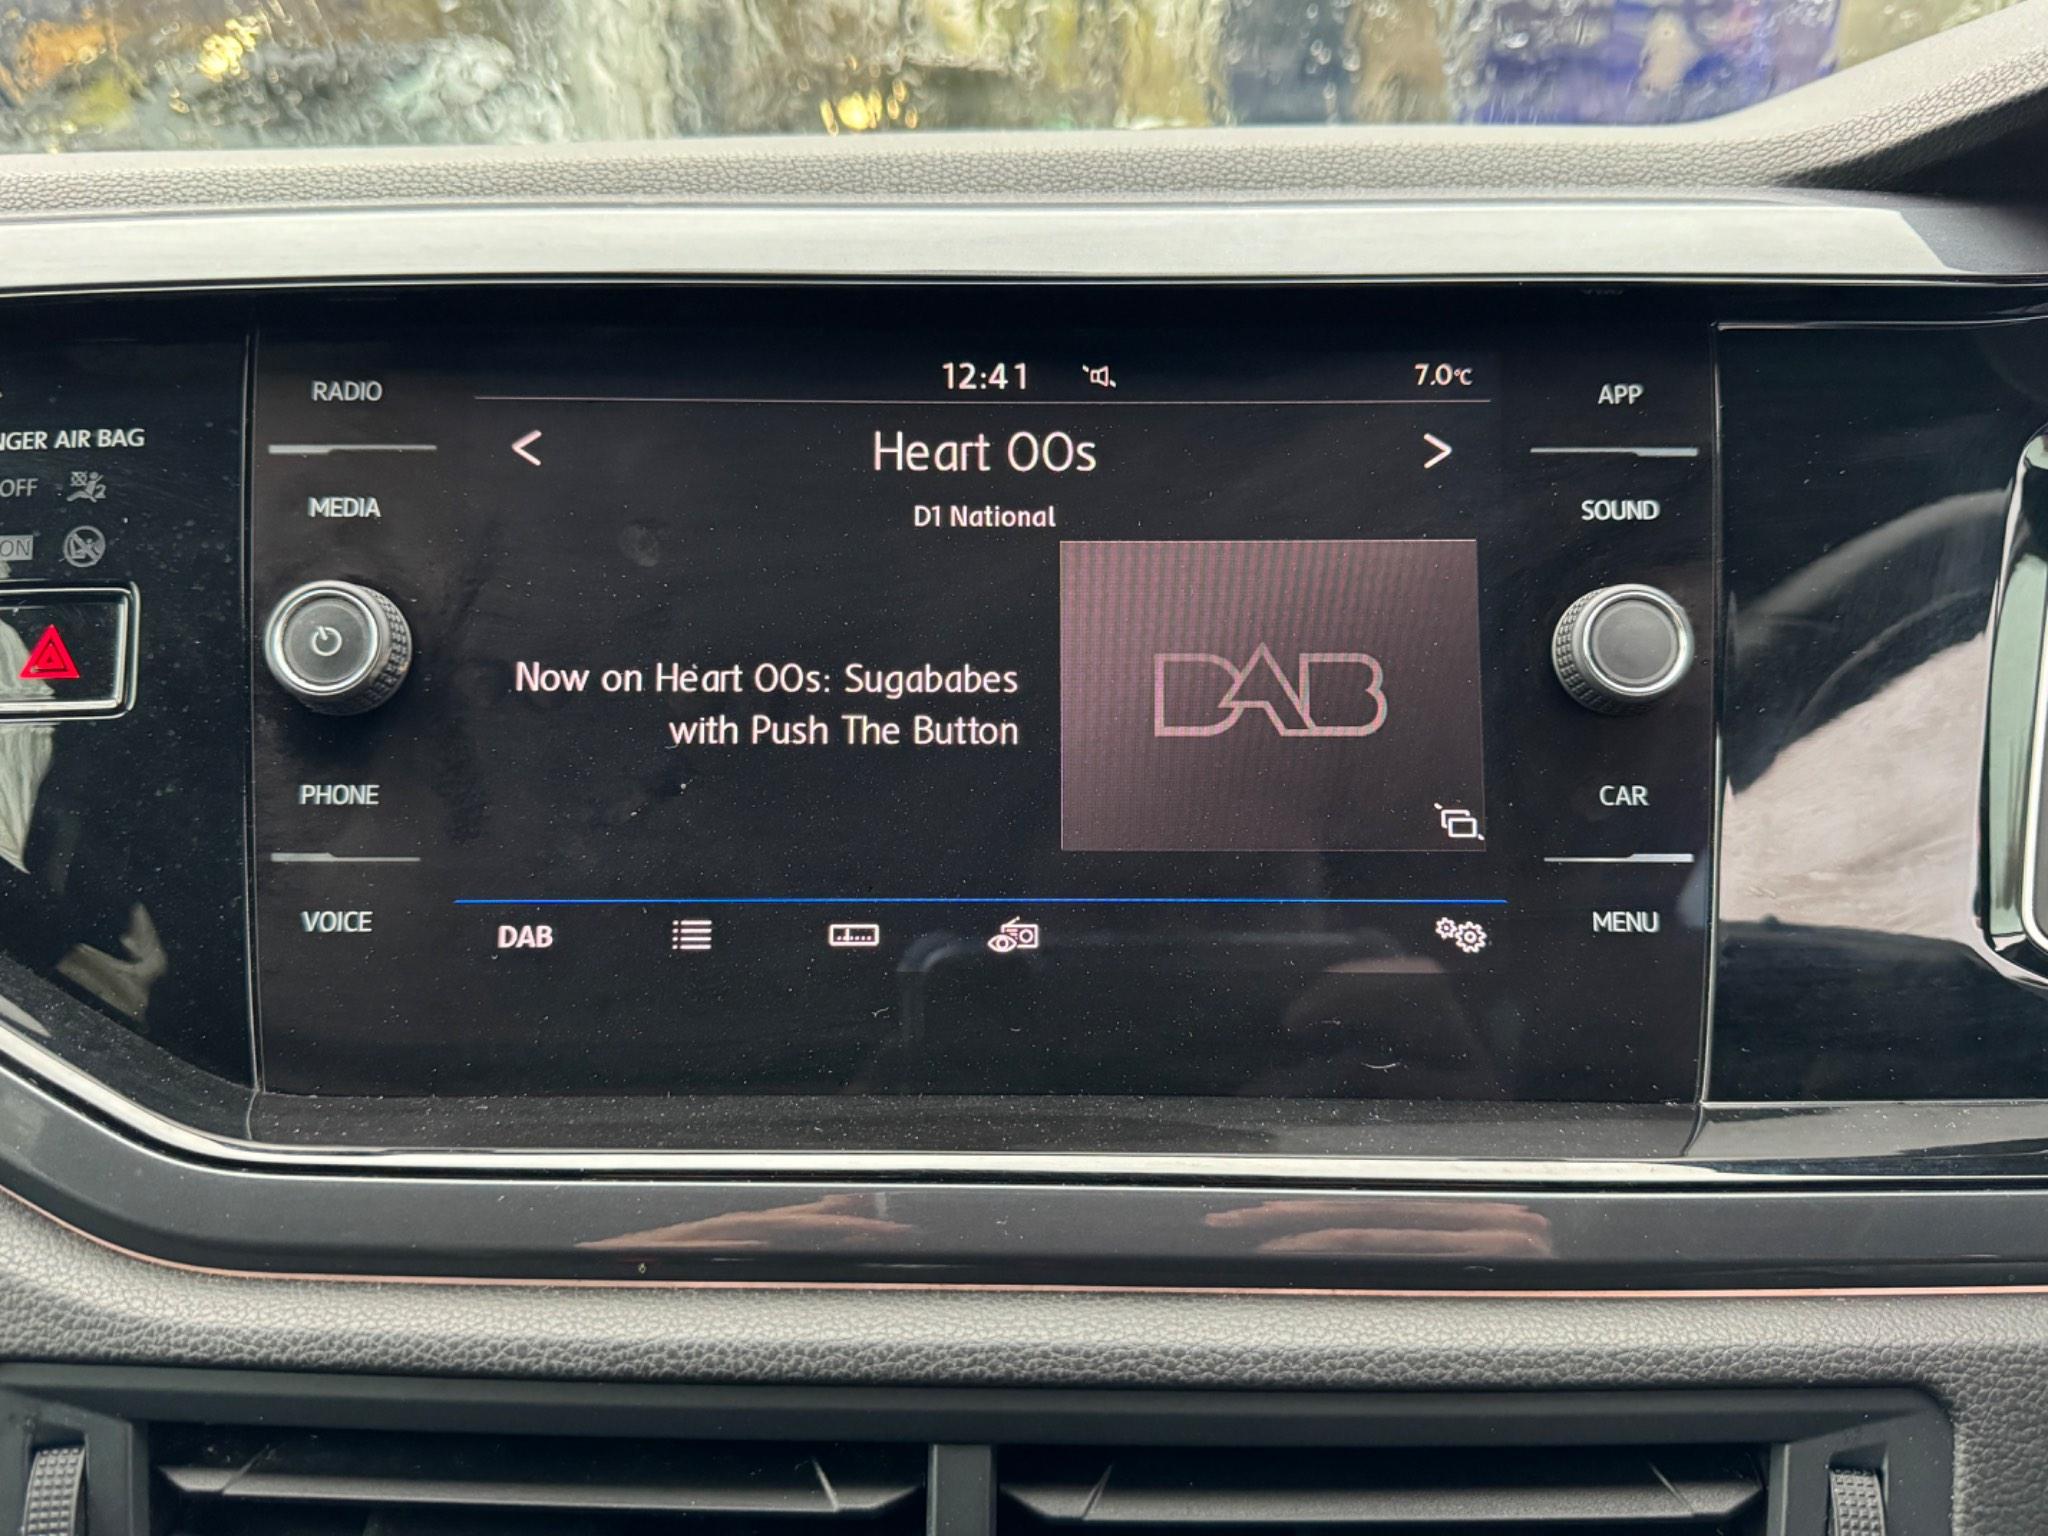 12:41
7.0°C
RADIO
APP
NGER AIR BAG
Heart 00s
OFF
MEDIA
D1 National
SOUND
ON
Now on Heart 00s: Sugababes
with Push The Button
DAB
PHONE
CAR
VOICE
DAB
MENU